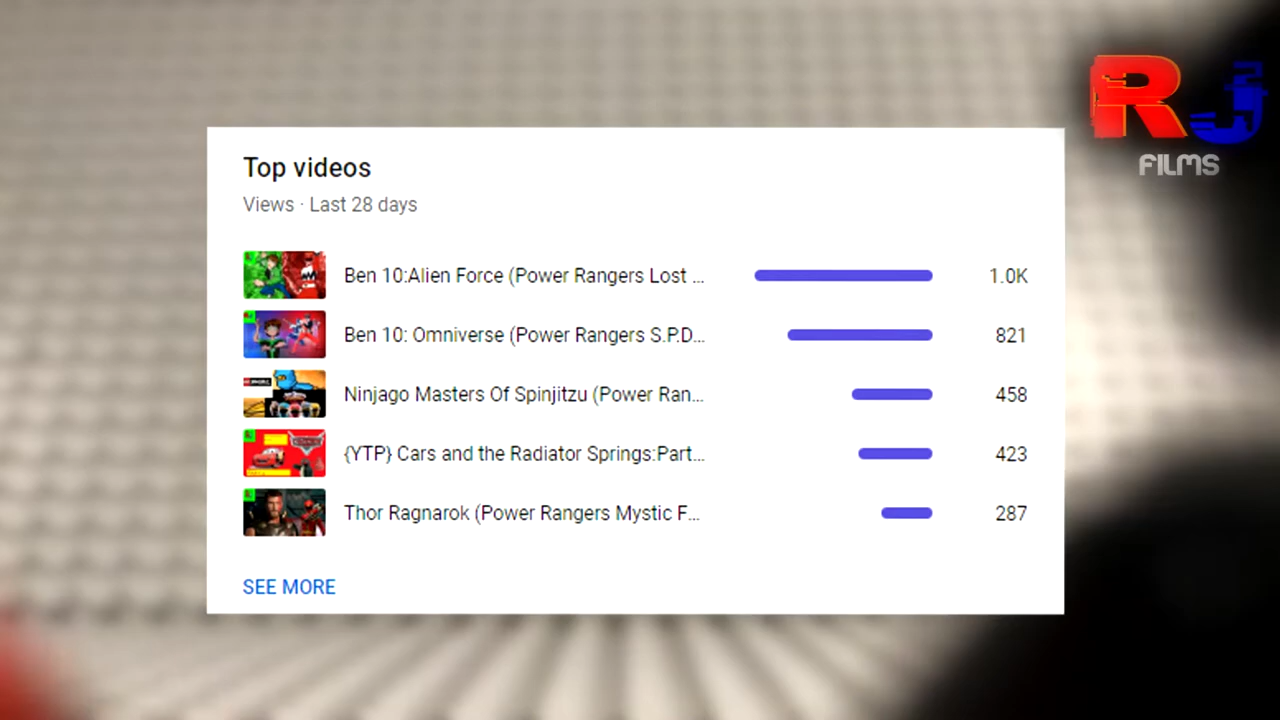 RJ
FILMS
Top videos
Views · Last 28 days
Ben 10:Alien Force (Power Rangers Lost ...
1.0K
Ben 10: Omniverse (Power Rangers S.P.D...
821
Ninjago Masters Of Spinjitzu (Power Ran...
458
{YTP} Cars and the Radiator Springs:Part...
423
Thor Ragnarok (Power Rangers Mystic F...
287
SEE MORE